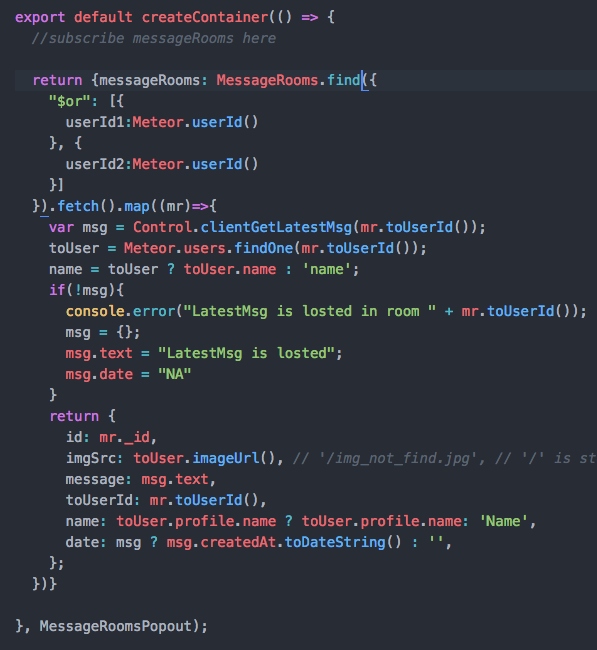 export default createContainer(() => {
  //subscribe messageRooms here

  return {messageRooms: MessageRooms.find({
    "$or": [{
      userId1:Meteor.userId()
    }, {
      userId2:Meteor.userId()
    }]
  }).fetch().map((mr)=>{
    var msg = Control.clientGetLatestMsg(mr.toUserId());
    toUser = Meteor.users.findOne(mr.toUserId());
    name = toUser ? toUser.name : 'name';
    if(!msg){
      console.error("LatestMsg is losted in room " + mr.toUserId());
      msg = {};
      msg.text = "LatestMsg is losted";
      msg.date = "NA"
    }
    return {
      id: mr._id,
      imgSrc: toUser.imageUrl(), // '/img_not_find.jpg', // '/' is st
      message: msg.text,
      toUserId: mr.toUserId(),
      name: toUser.profile.name ? toUser.profile.name: 'Name',
      date: msg ? msg.createdAt.toDateString() : '',
    };
  })}

}, MessageRoomsPopout);